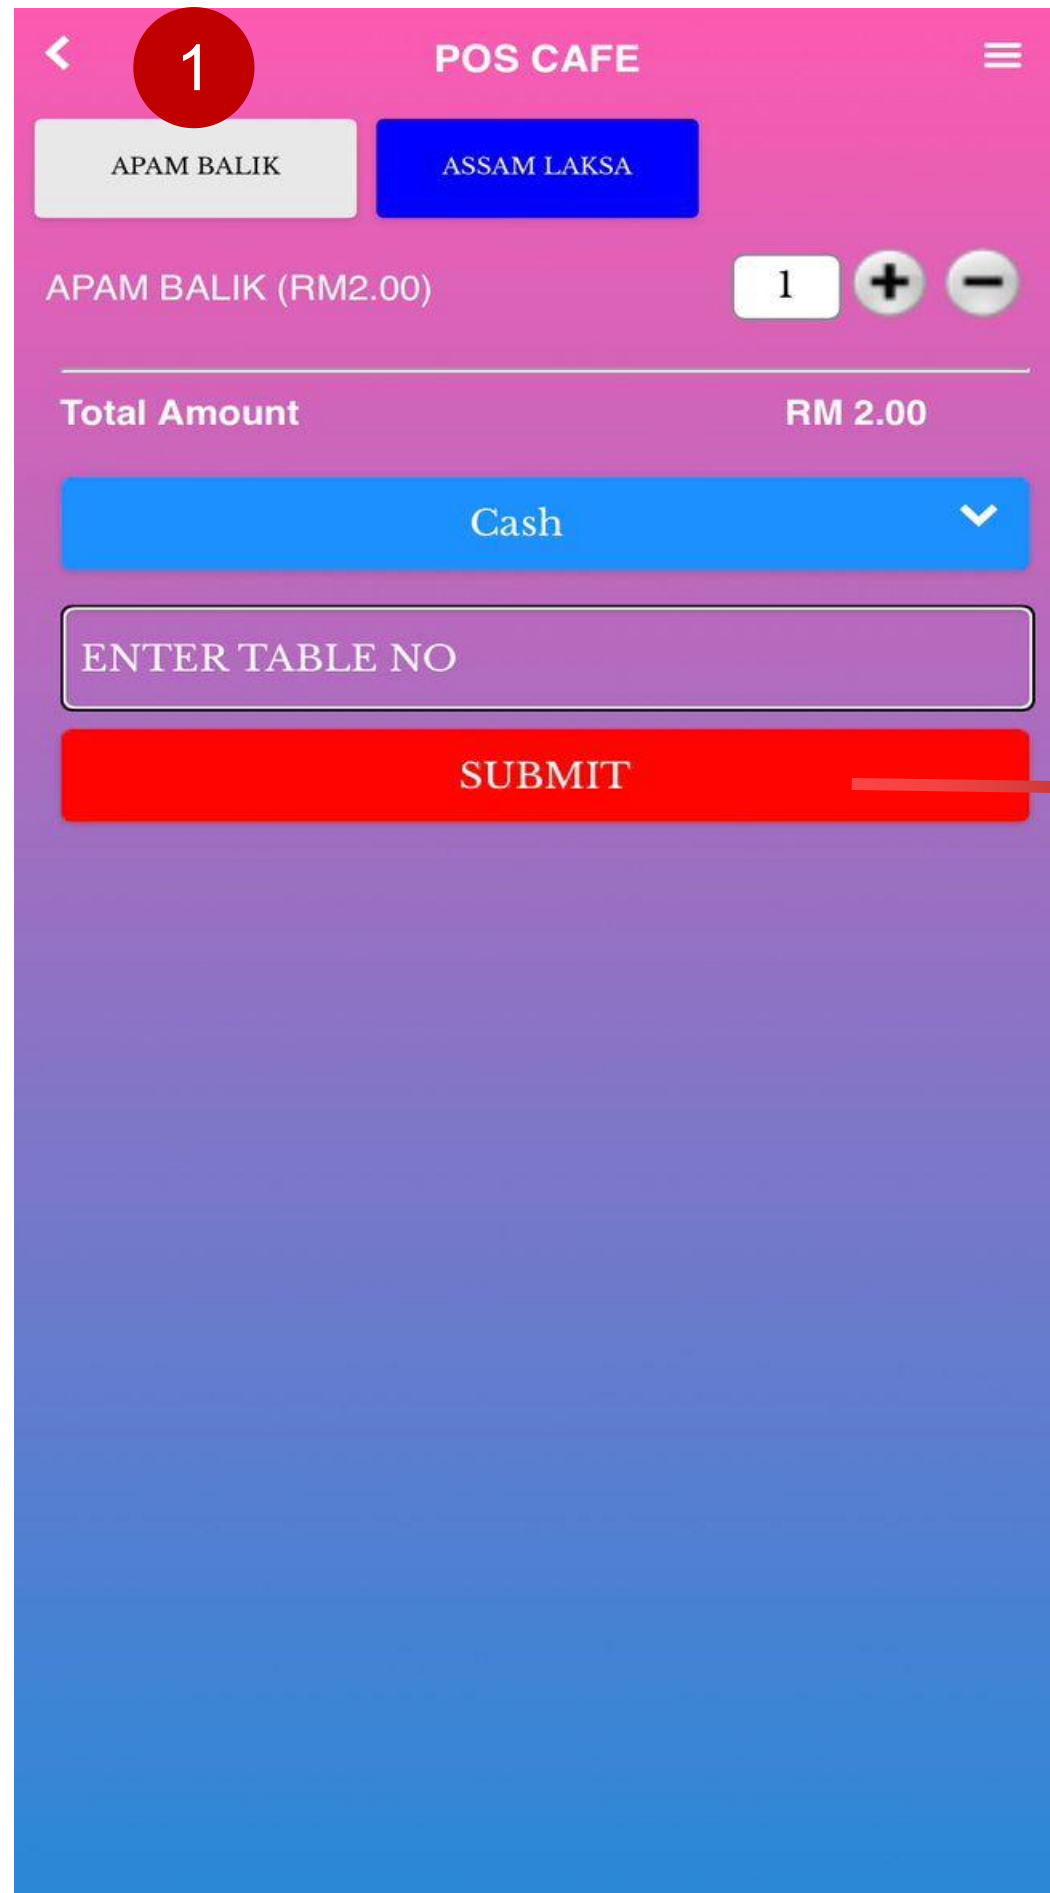 1
POS CAFE
APAM BALIK
ASSAM LAKSA
APAM BALIK (RM2.00)
1
Total Amount
RM 2.00
Cash
ENTER TABLE NO
SUBMIT